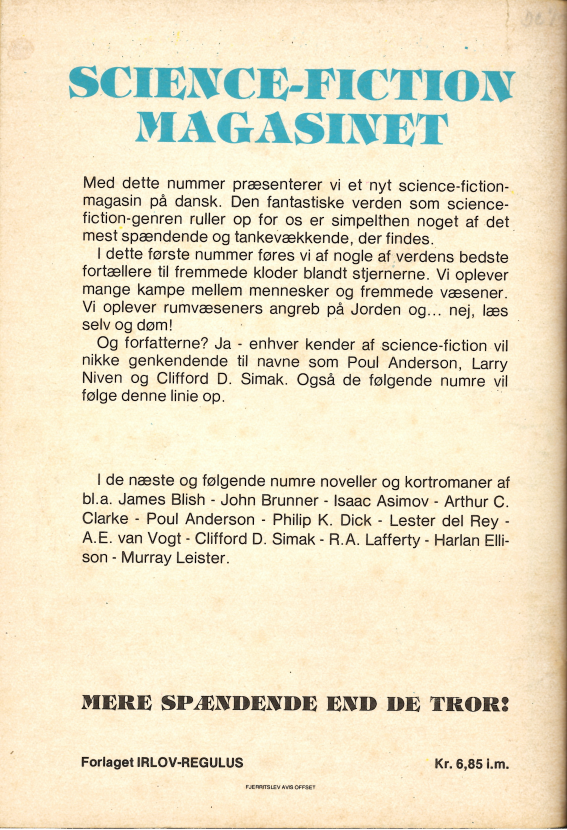 SCIENCE-FICTION
MAGASINET
Med dette nummer præsenterer vi et nyt science-fiction-
magasin på dansk. Den fantastiske verden som science-
fiction-genren ruller op for os er simpelthen noget af det
mest spændende og tankevækkende, der findes.
I dette første nummer føres vi af nogle af verdens bedste
fortællere til fremmede kloder blandt stjernerne. Vi oplever
mange kampe mellem mennesker og fremmede væsener.
Vi oplever rumvæseners angreb på Jorden og... nej, læs
selv og døm!
Og forfatterne? Ja - enhver kender af science-fiction vil
nikke genkendende til navne som Poul Anderson, Larry
Niven og Clifford D. Simak. Også de følgende numre vil
følge denne linie op.
I de næste og følgende numre noveller og kortromaner af
bl.a. James Blish - John Brunner - Isaac Asimov - Arthur C.
Clarke - Poul Anderson - Philip K. Dick - Lester del Rey -
A.E. van Vogt - Clifford D. Simak - R.A. Lafferty - Harlan Elli-
son - Murray Leister.
MERE SPÆNDENDE END DE TROR!
Forlaget IRLOV-REGULUS
Kr. 6,85 i.m.
FJERRITSLEV AVIS OFFSET